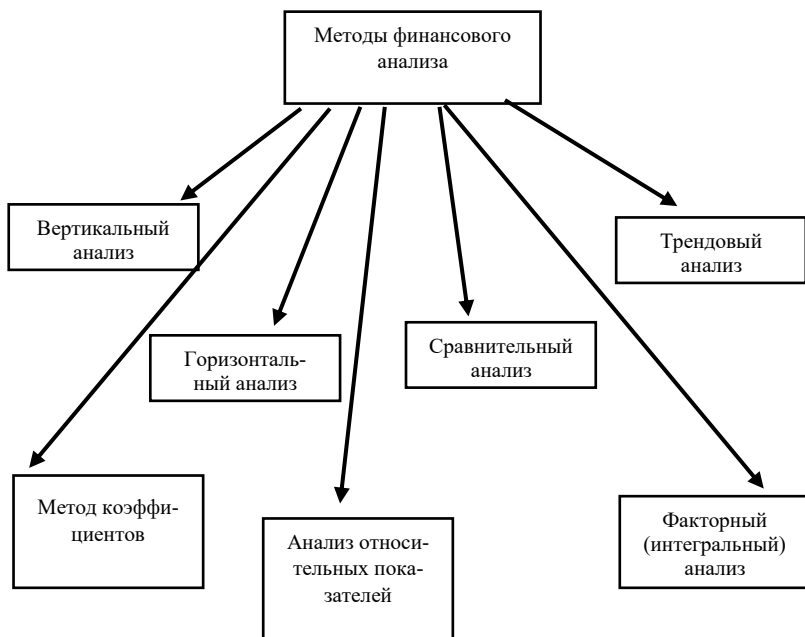 Методы финансового
анализа
Вертикальный
анализ
Трендовый
анализ
Горизонталь-
ный анализ
Сравнительный
анализ
Метод коэффи-
циентов
Анализ относи-
тельных пока-
зателей
Факторный
(интегральный)
анализ